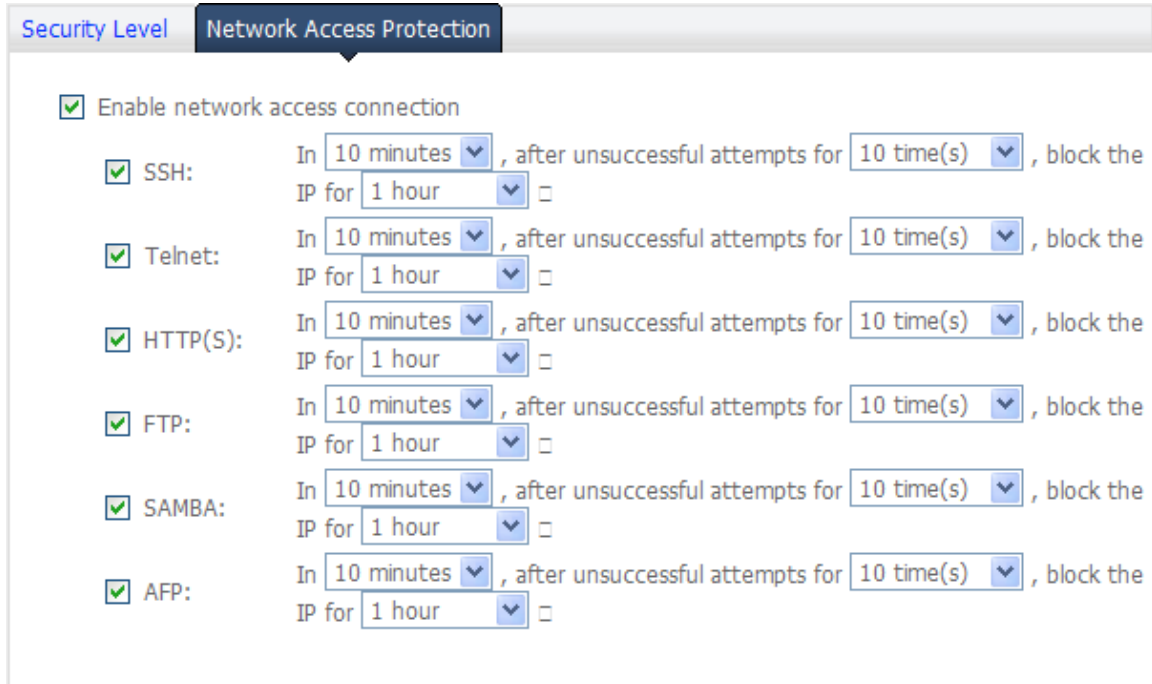 Security Level Network Access Protection
Enable network access connection
SSH: In 10 minutes , after unsuccessful attempts for 10 time(s) , block the
IP for 1 hour □
Telnet: In 10 minutes , after unsuccessful attempts for 10 time(s) , block the
IP for 1 hour □
HTTP(S): In 10 minutes , after unsuccessful attempts for 10 time(s) , block the
IP for 1 hour □
FTP: In 10 minutes , after unsuccessful attempts for 10 time(s) , block the
IP for 1 hour □
SAMBA: In 10 minutes , after unsuccessful attempts for 10 time(s) , block the
IP for 1 hour □
AFP: In 10 minutes , after unsuccessful attempts for 10 time(s) , block the
IP for 1 hour □